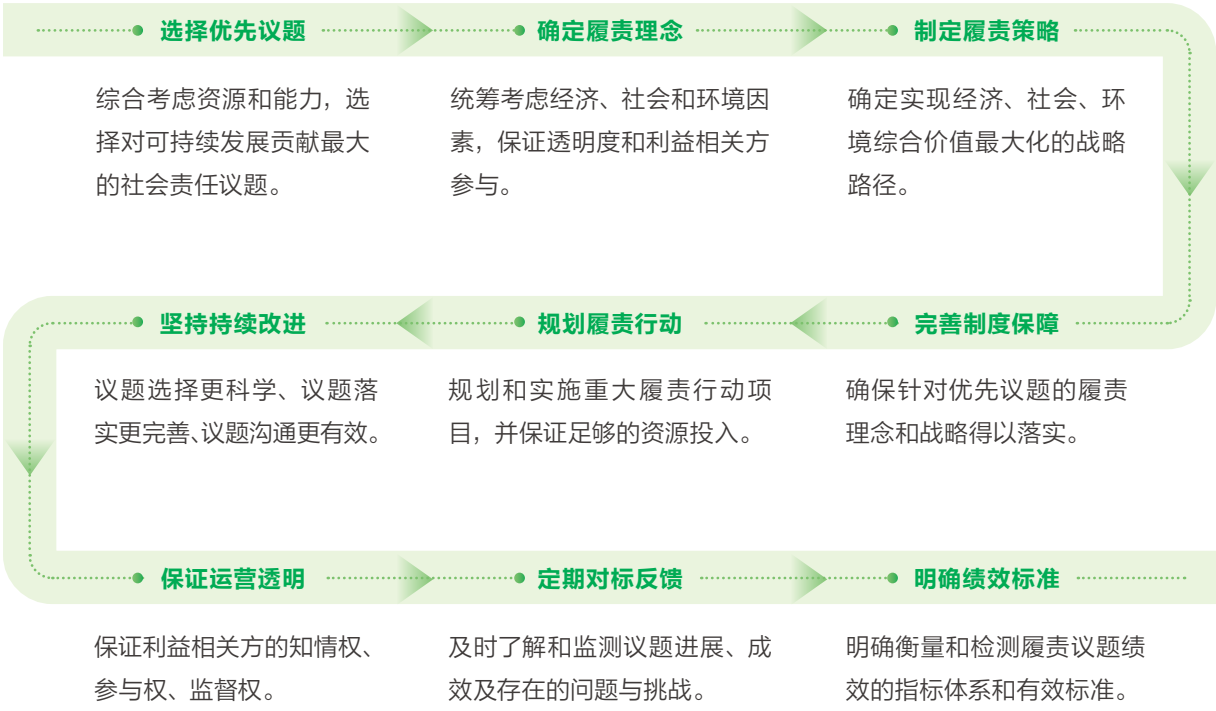 选择优先议题
确定履责理念
制定履责策略
综合考虑资源和能力，选
择对可持续发展贡献最大
的社会责任议题。
统筹考虑经济、社会和环境因
素，保证透明度和利益相关方
参与。
确定实现经济、社会、环
境综合价值最大化的战略
路径。
完善制度保障
规划履责行动
坚持持续改进
确保针对优先议题的履责
理念和战略得以落实。
规划和实施重大履责行动项
目，并保证足够的资源投入。
议题选择更科学、议题落
实更完善、议题沟通更有效。
保证运营透明
定期对标反馈
明确绩效标准
保证利益相关方的知情权、
参与权、监督权。
及时了解和监测议题进展、成
效及存在的问题与挑战。
明确衡量和检测履责议题绩
效的指标体系和有效标准。